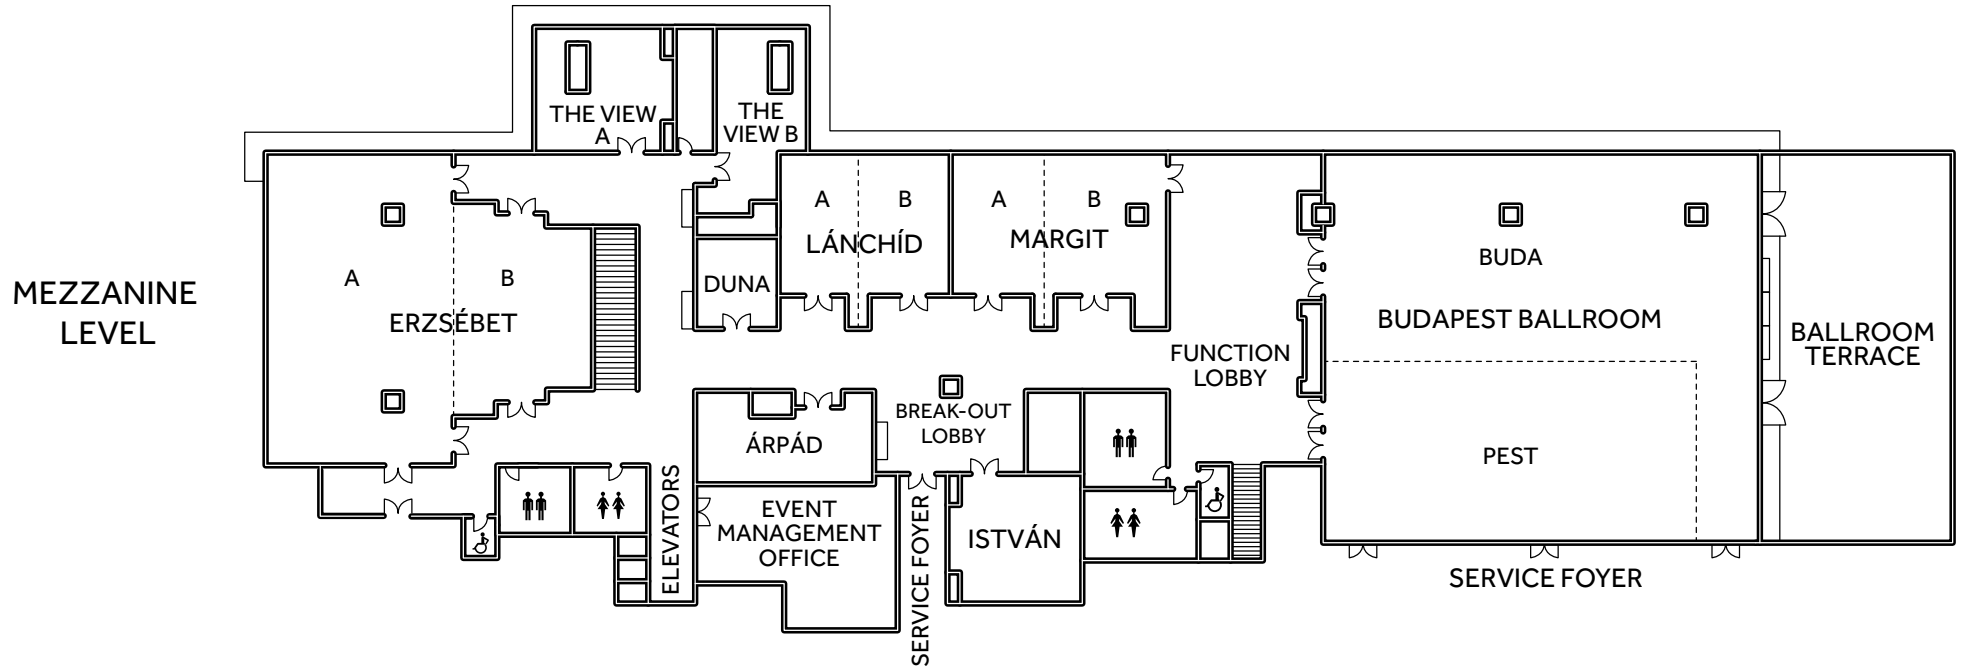 THE VIEW
A
THE
VIEW B
MEZZANINE
LEVEL
A
B
ERZSÉBET
DUNA
A
B
LÁNCHÍD
A
B
MARGIT
BUDA
BUDAPEST BALLROOM
PEST
BALLROOM
TERRACE
FUNCTION
LOBBY
BREAK-OUT
LOBBY
ÁRPÁD
ELEVATORS
EVENT
MANAGEMENT
OFFICE
SERVICE FOYER
ISTVÁN
SERVICE FOYER